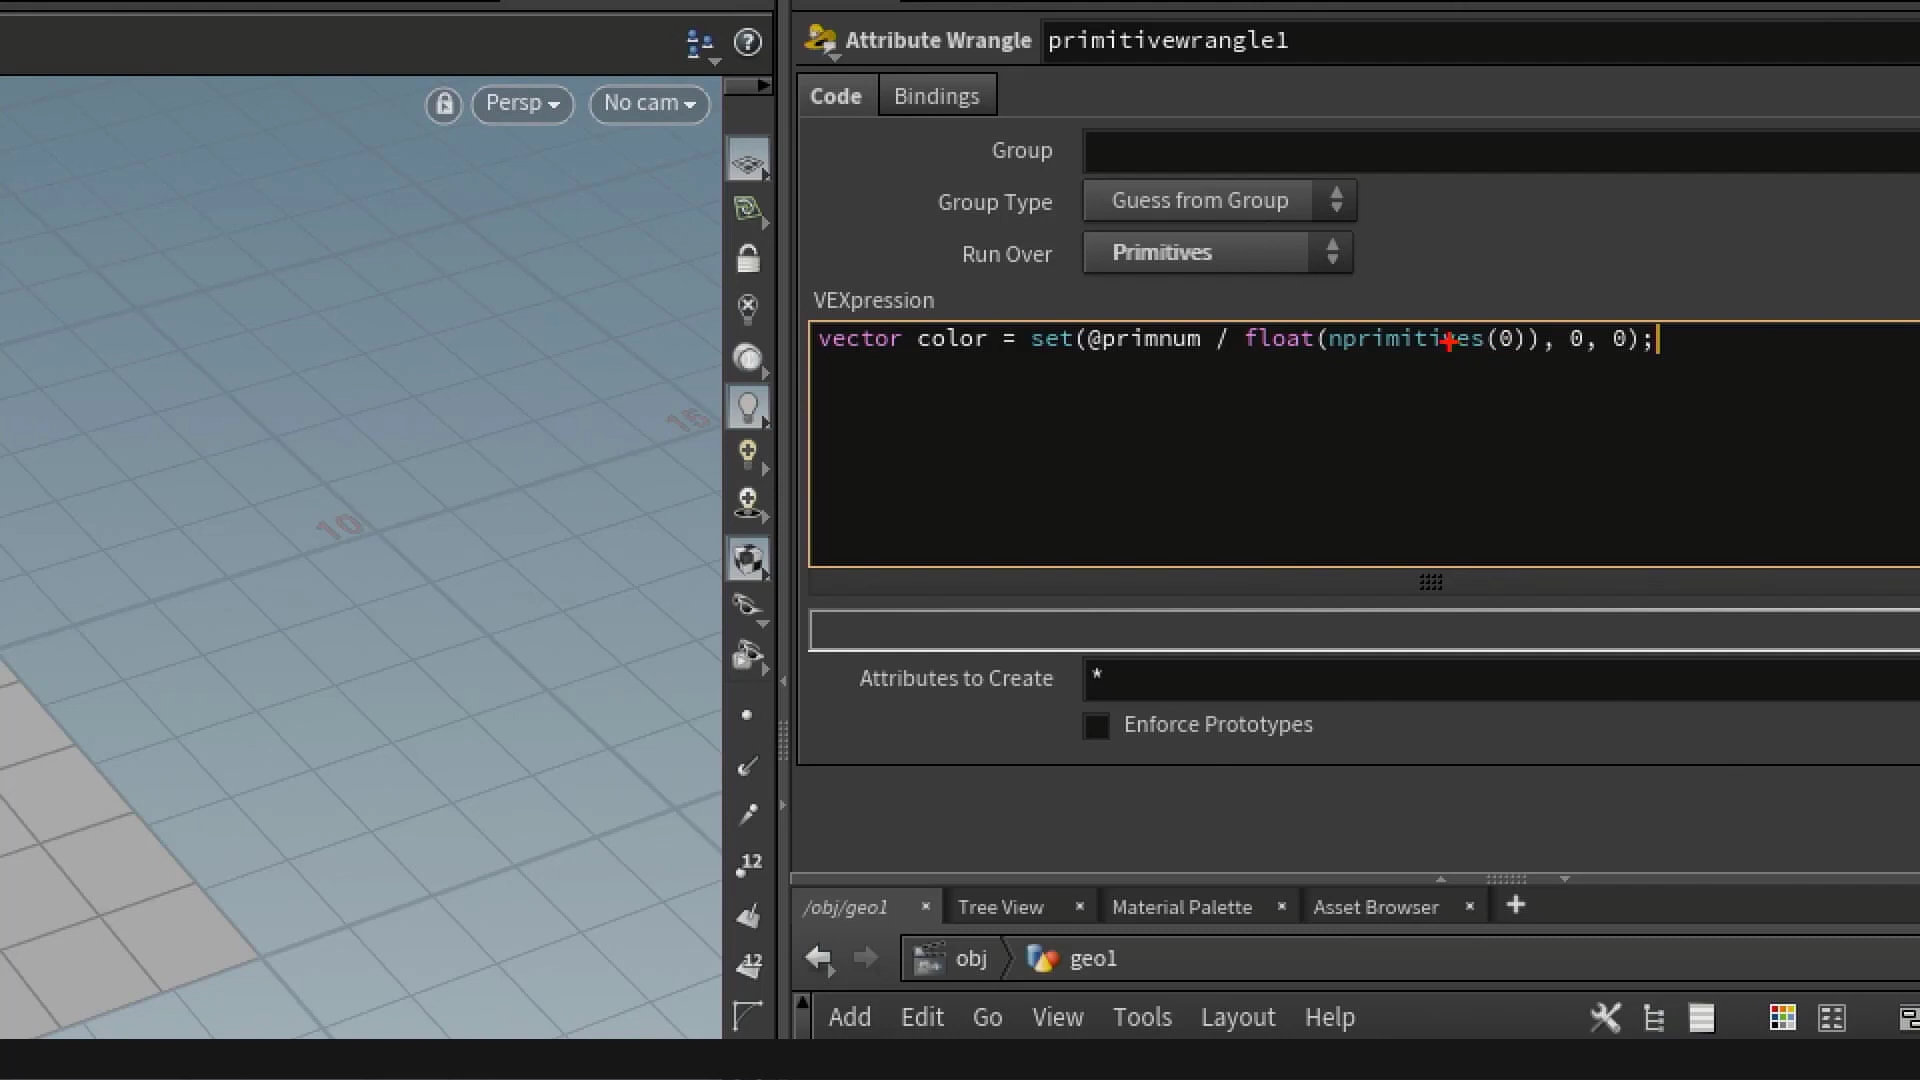 Attribute Wrangle primitivewrangle1
Persp No cam
Code Bindings
Group
Group Type Guess from Group
Run Over Primitives
VEXpression
vector color = set(@primnum / float(nprimitives(0)), 0, 0);
15
10
Attributes to Create *
Enforce Prototypes
12
12
/obj/geo1 Tree View Material Palette Asset Browser
obj geo1
Add Edit Go View Tools Layout Help